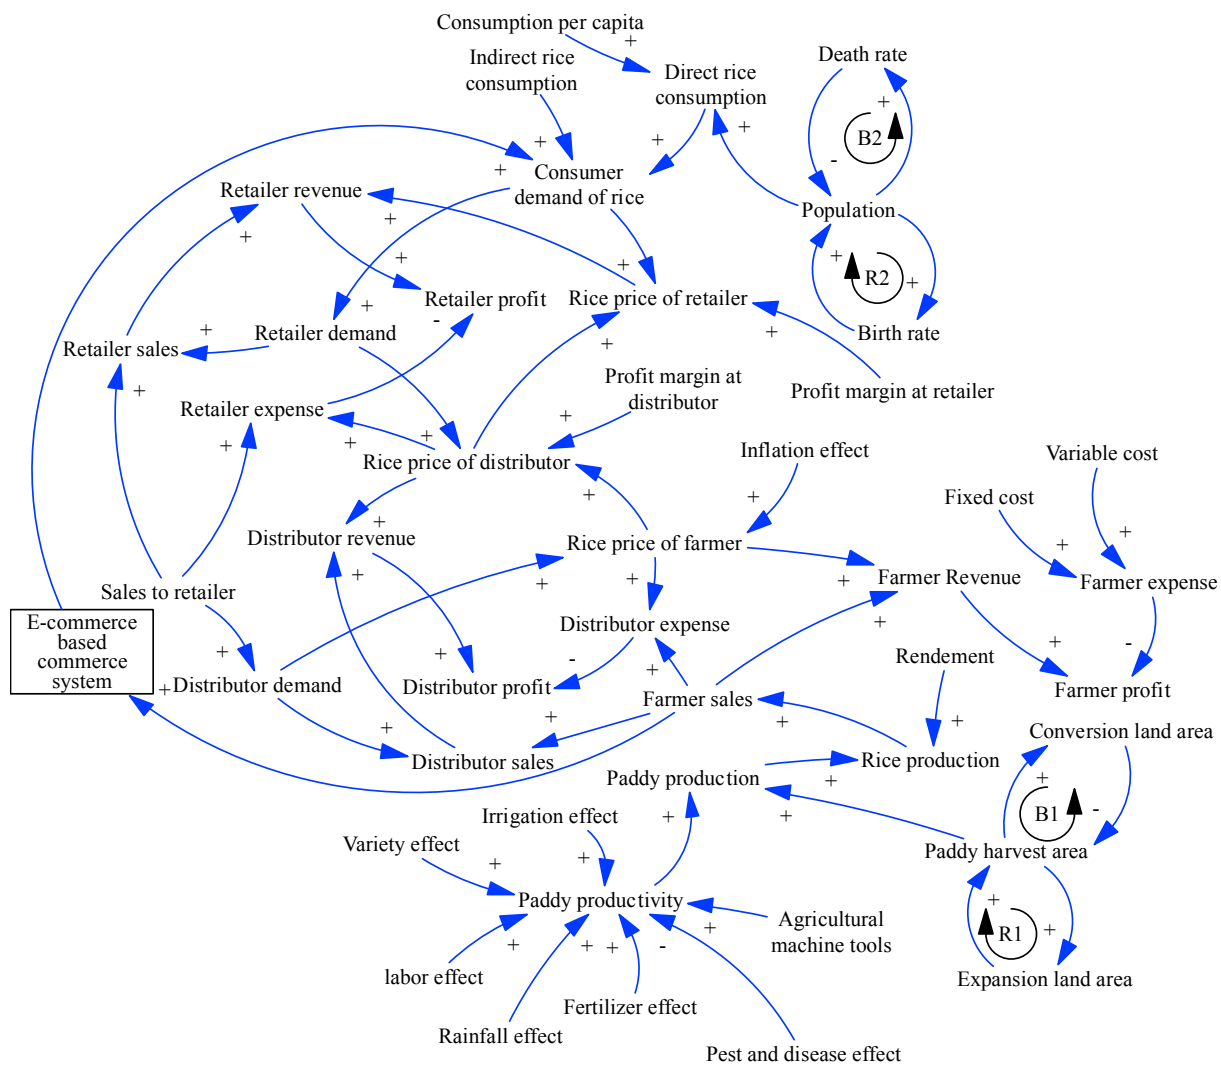 Consumption per capita
+
Indirect rice
consumption
Direct rice
consumption
Death rate
+
B2
+
+
+
-
Consumer
demand of rice
+
Retailer revenue
Population
+
+
+
+
+
R2
+
Retailer profit
Rice price of retailer
+
-
Retailer demand
Birth rate
+
+
Retailer sales
+
Profit margin at
distributor
Profit margin at retailer
+
Retailer expense
+
+
+
+
Inflation effect
Variable cost
Rice price of distributor
Fixed cost
+
+
+
Distributor revenue
+
+
Rice price of farmer
+
+
+
+
Farmer Revenue
Farmer expense
Sales to retailer
E-commerce
based
commerce
system
Distributor expense
+
+
+
-
+
-
Rendement
+
Distributor demand
Distributor profit
+
Farmer sales
Farmer profit
+
+
+
+
Conversion land area
Distributor sales
Rice production
Paddy production
+
+
B1
-
Irrigation effect
+
+
Variety effect
+
+
Paddy harvest area
Paddy productivity
+
Agricultural
machine tools
+
+
+
+
-
R1
+
labor effect
Expansion land area
Fertilizer effect
Rainfall effect
Pest and disease effect